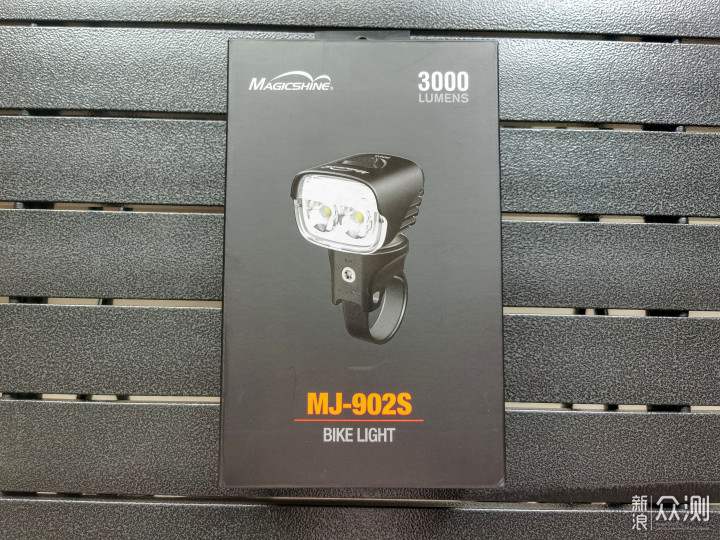 MAGICSHINE®
3000
LUMENS
MJ-902S
BIKE LIGHT
新浪
众测